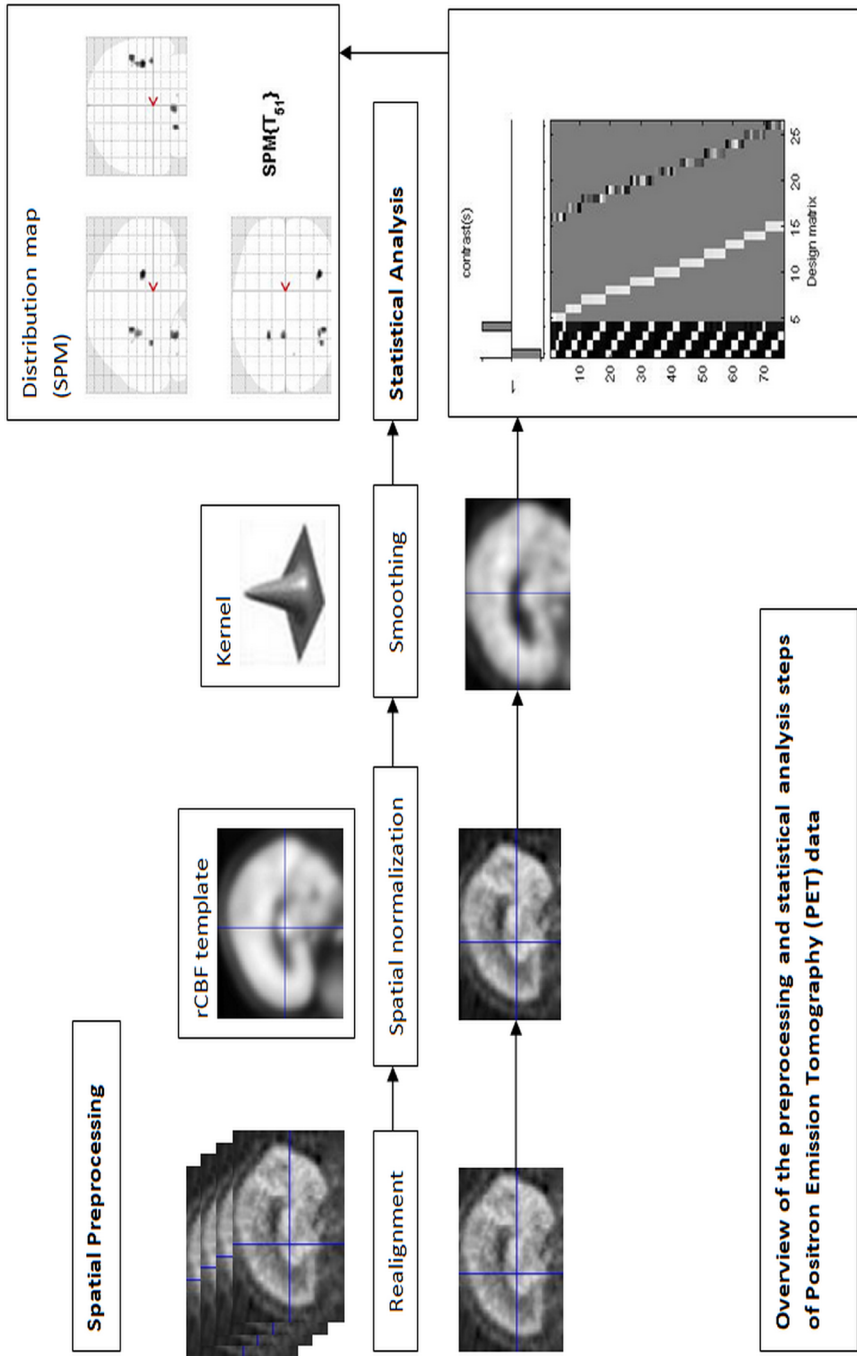 Spatial Preprocessing
Distribution map
(SPM)
SPM{T51}
rCBF template
Kernel
Realignment
Spatial normalization
Smoothing
Statistical Analysis
contrast(s)
10
20
30
40
50
60
70
5
10
15
20
25
Design matrix
Overview of the preprocessing and statistical analysis steps
of Positron Emission Tomography (PET) data